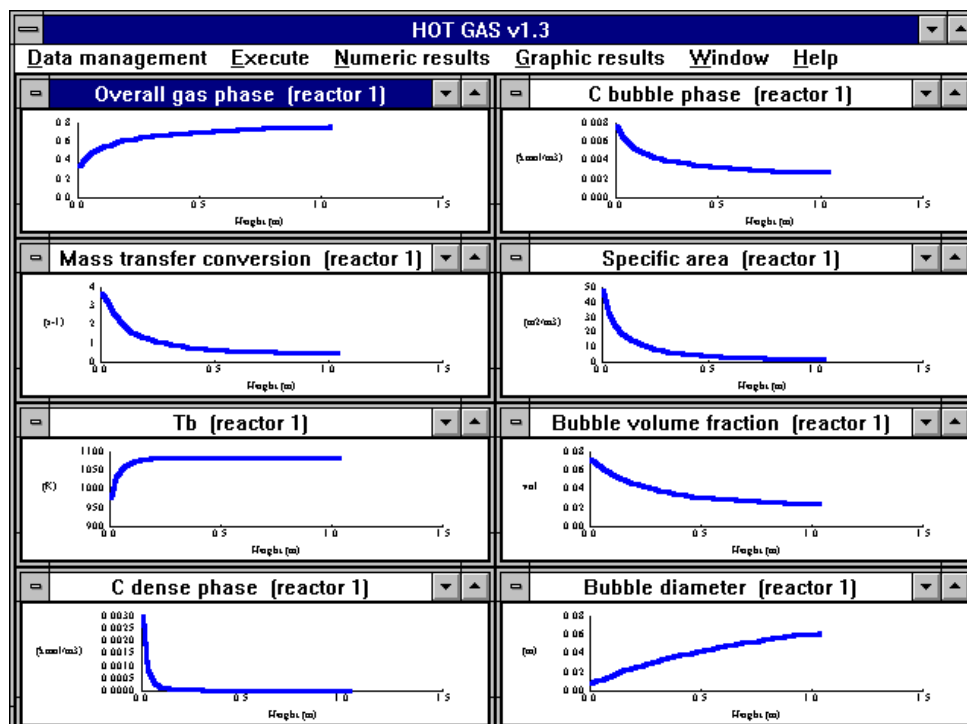 HOT GAS v1.3
Data management Execute Numeric results Graphic results Window Help
Overall gas phase (reactor 1)
0.8
0.6
0.4
0.2
0.0
0.0 0.5 1.0 1.5
Height (m)
C bubble phase (reactor 1)
0.008
0.006
(kmol/m3)
0.004
0.002
0.000
0.0 0.5 1.0 1.5
Height (m)
Mass transfer conversion (reactor 1)
4
3
(s-1)
2
1
0
0.0 0.5 1.0 1.5
Height (m)
Specific area (reactor 1)
50
40
30
(m2/m3)
20
10
0
0.0 0.5 1.0 1.5
Height (m)
Tb (reactor 1)
1100
1050
(K)
1000
950
900
0.0 0.5 1.0 1.5
Height (m)
Bubble volume fraction (reactor 1)
0.08
0.06
vol
0.04
0.02
0.00
0.0 0.5 1.0 1.5
Height (m)
C dense phase (reactor 1)
0.0030
0.0025
0.0020
(kmol/m3)
0.0015
0.0010
0.0005
0.0000
0.0 0.5 1.0 1.5
Height (m)
Bubble diameter (reactor 1)
0.08
0.06
(m)
0.04
0.02
0.00
0.0 0.5 1.0 1.5
Height (m)